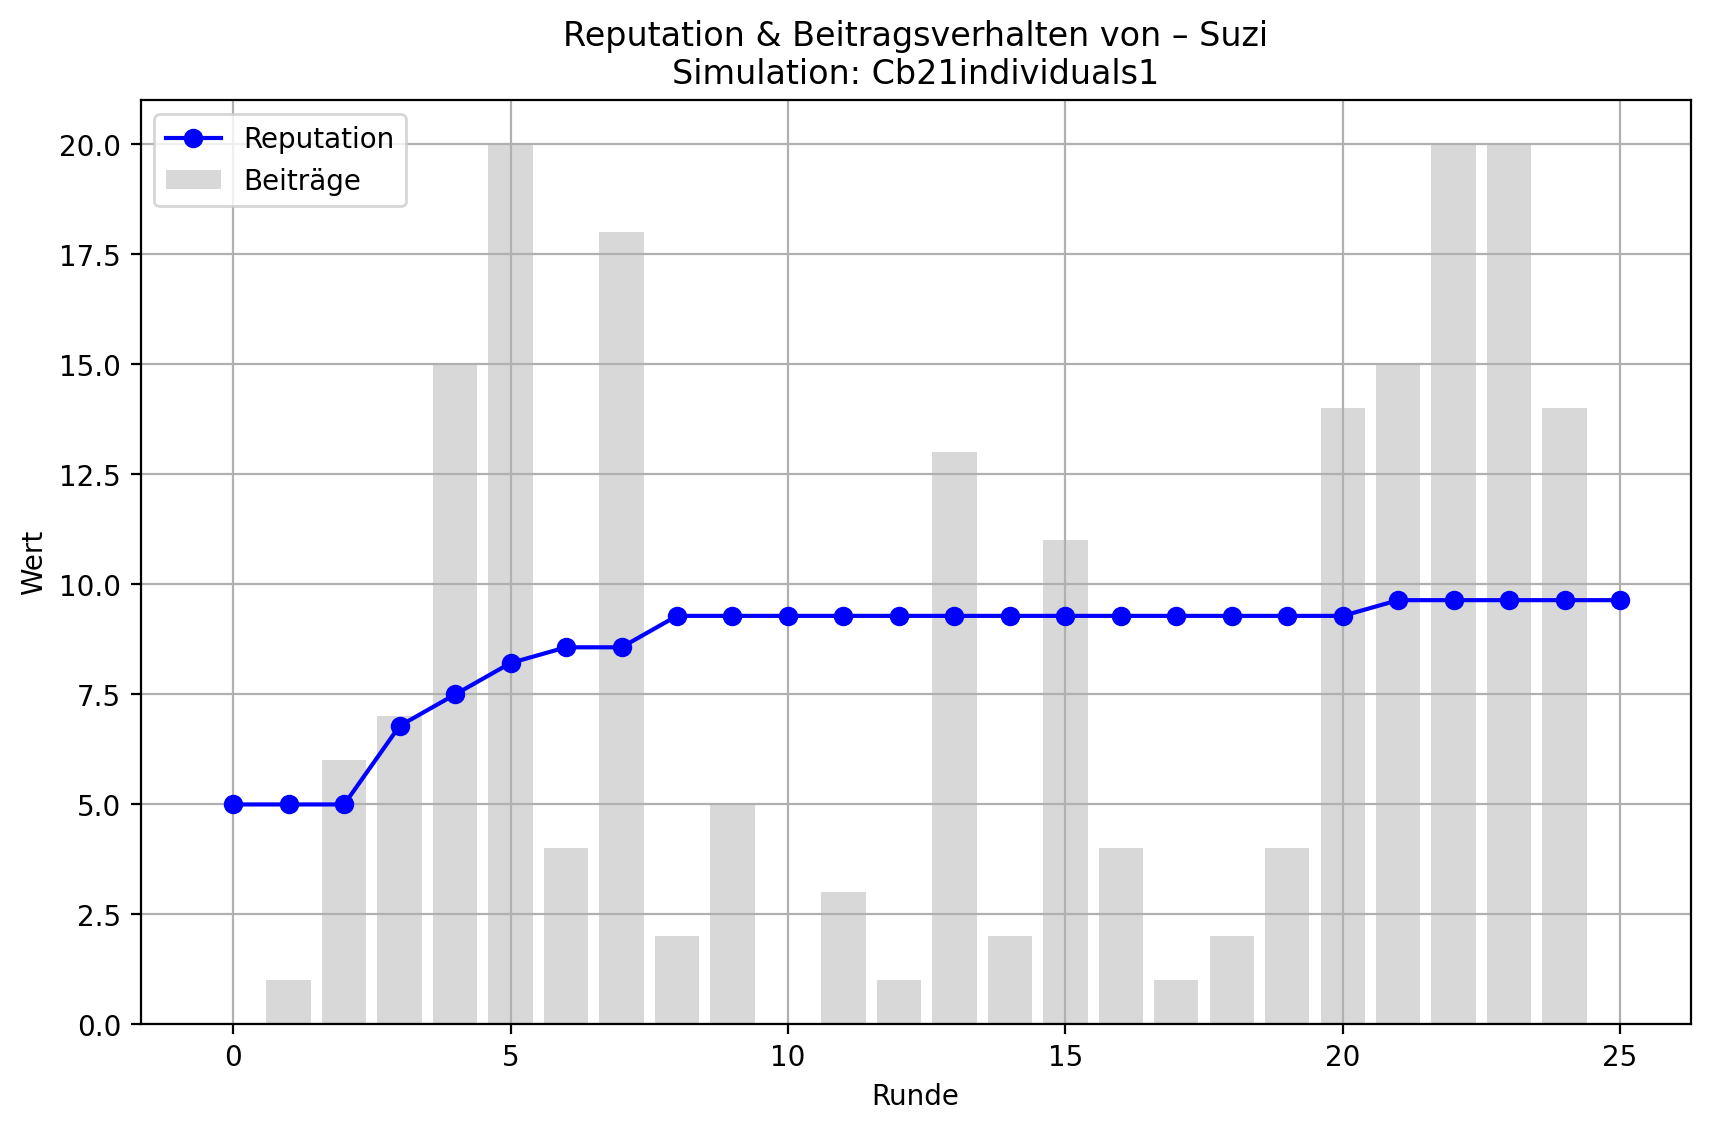 Reputation & Beitragsverhalten von – Suzi
Simulation: Cb21individuals1
Reputation
Beiträge
20.0
17.5
15.0
12.5
10.0
7.5
5.0
2.5
0.0
Wert
0 5 10 15 20 25
Runde